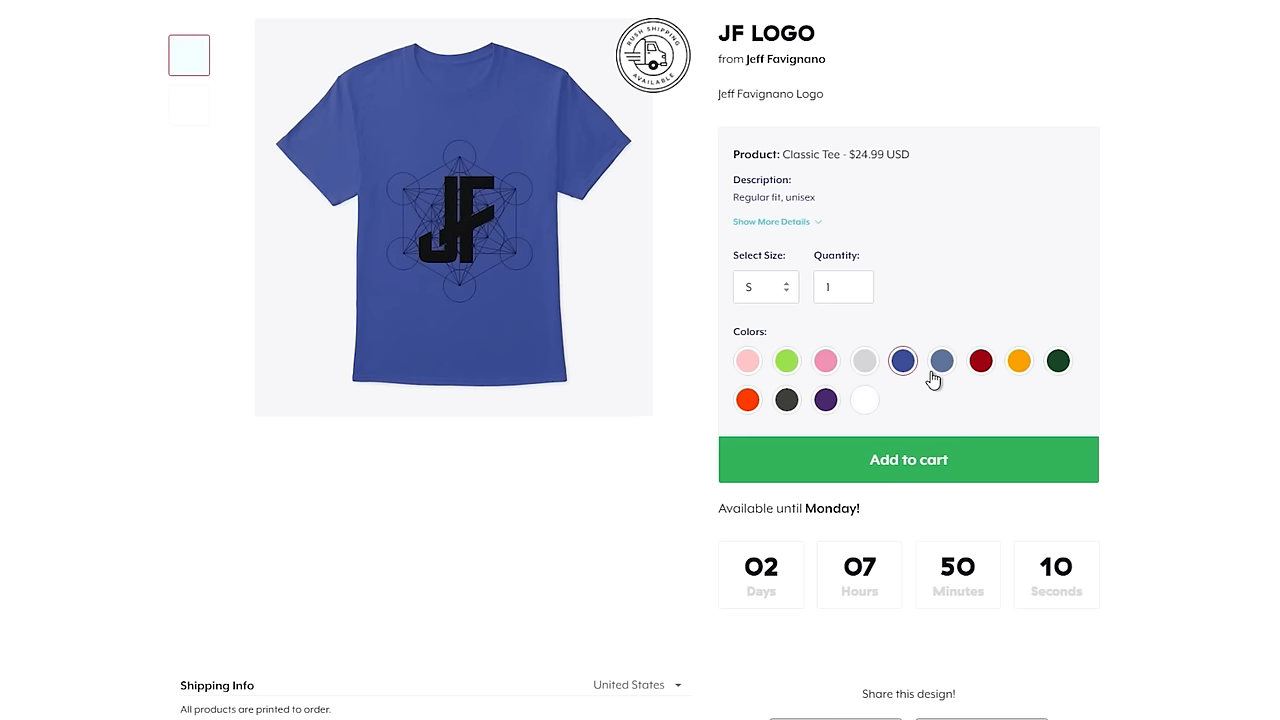 RUSH SHIPPING
AVAILABLE
JF
JF LOGO
from Jeff Favignano
Jeff Favignano Logo
Product: Classic Tee - $24.99 USD
Description:
Regular fit, unisex
Show More Details
Select Size: Quantity:
S 1
Colors:
Add to cart
Available until Monday!
02 07 50 10
Days Hours Minutes Seconds
Shipping Info United States
All products are printed to order.
Share this design!